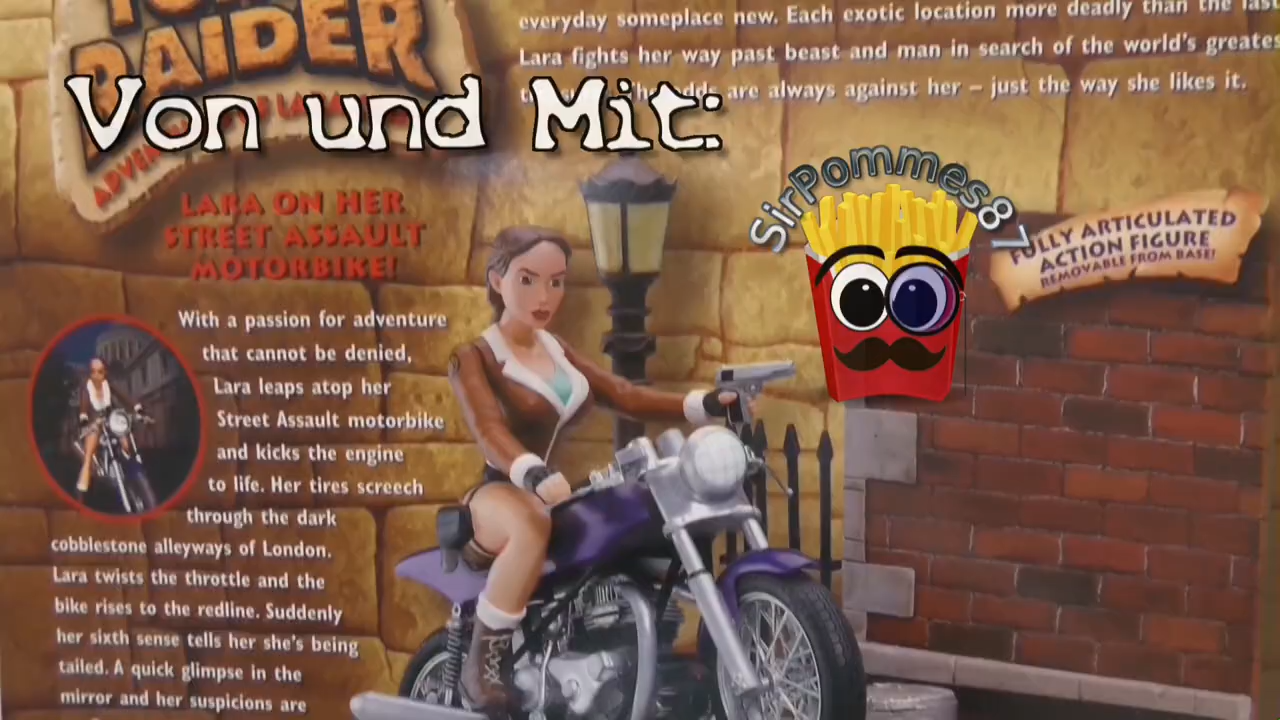 RAIDER
everyday someplace new. Each exotic location more deadly than the last
Lara fights her way past beast and man in search of the world's greates
are always against her – just the way she likes it.
Von und Mit:
SirPommes87
LARA ON HER
STREET ASSAULT
MOTORBIKE!
FULLY ARTICULATED
ACTION FIGURE
REMOVABLE FROM BASE!
With a passion for adventure
that cannot be denied,
Lara leaps atop her
Street Assault motorbike
and kicks the engine
to life. Her tires screech
through the dark
cobblestone alleyways of London.
Lara twists the throttle and the
bike rises to the redline. Suddenly
her sixth sense tells her she's being
tailed. A quick glimpse in the
mirror and her suspicions are